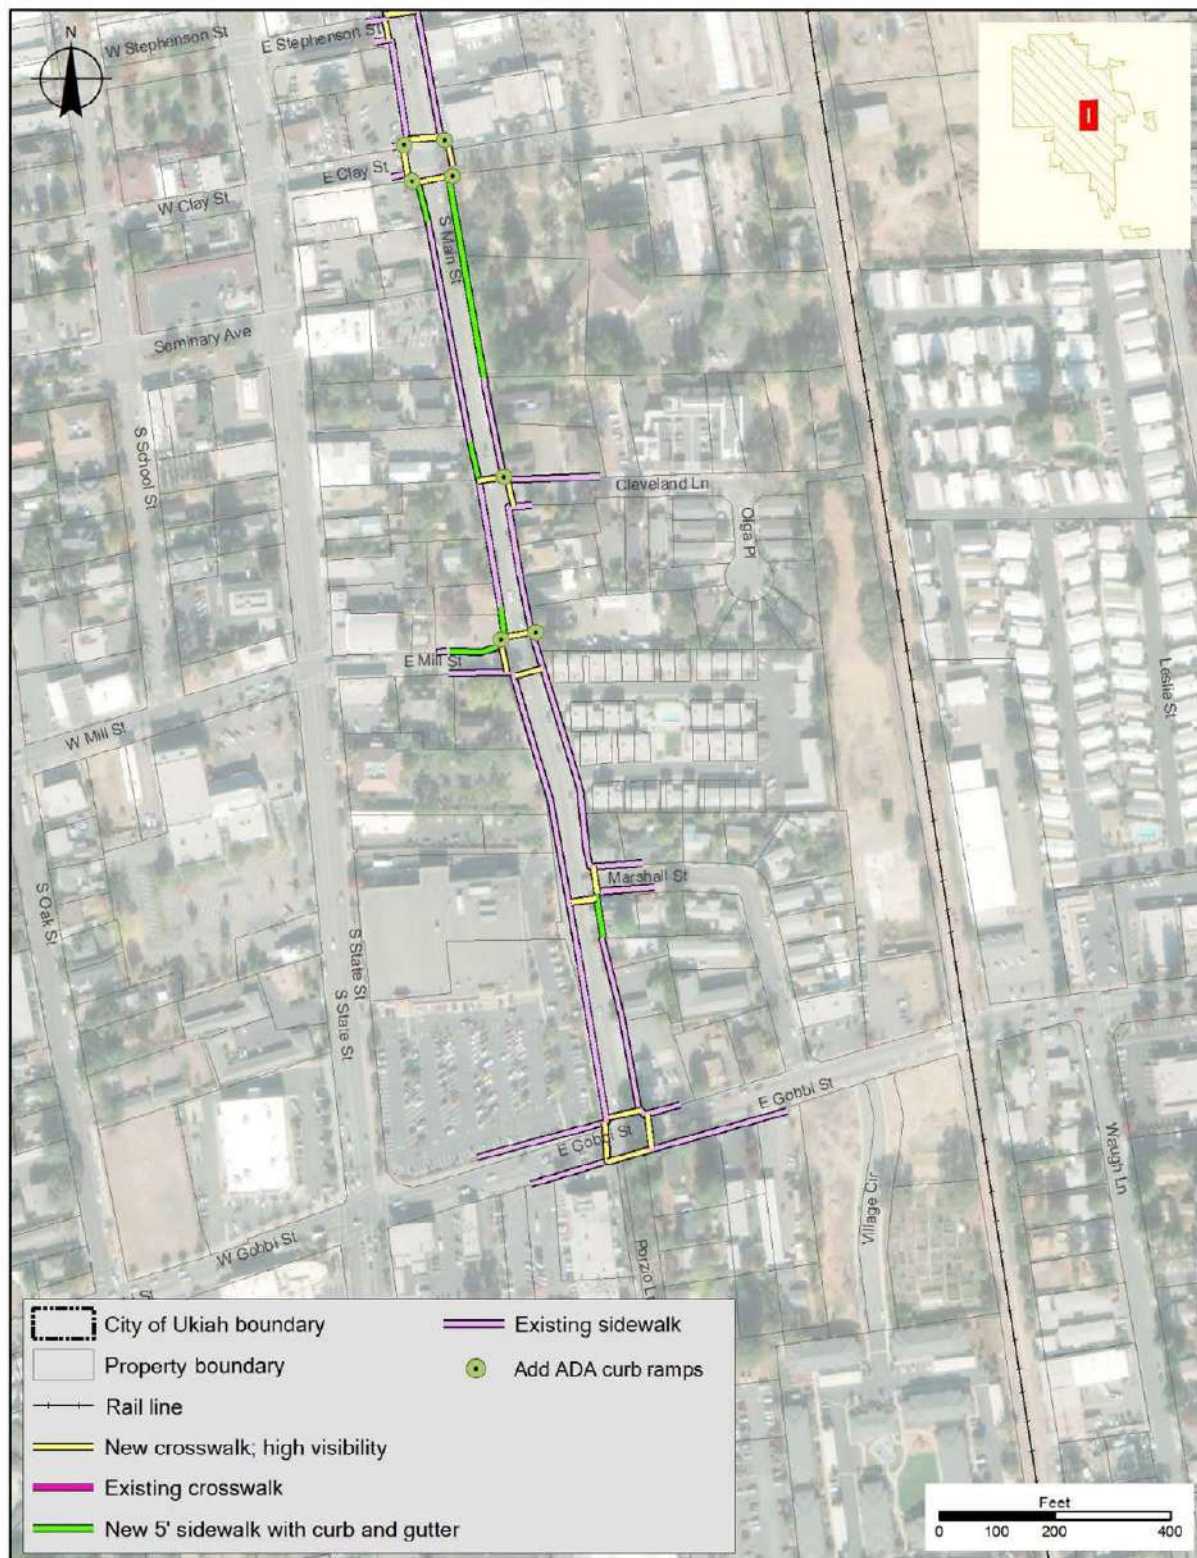 N
W Stephenson St
E Stephenson St
E Clay St
W Clay St
S Main St
Seminary Ave
S School St
Cleveland Ln
Olga Pl
E Mill St
W Mill St
Leslie St
Marshall St
S Oak St
S State St
S State St
E Gobbi St
E Gobbi St
Waugh Ln
Village Cir
W Gobbi St
Porzio Ln
St
City of Ukiah boundary
Property boundary
Rail line
New crosswalk; high visibility
Existing crosswalk
New 5' sidewalk with curb and gutter
Existing sidewalk
Add ADA curb ramps
Feet
0 100 200 400